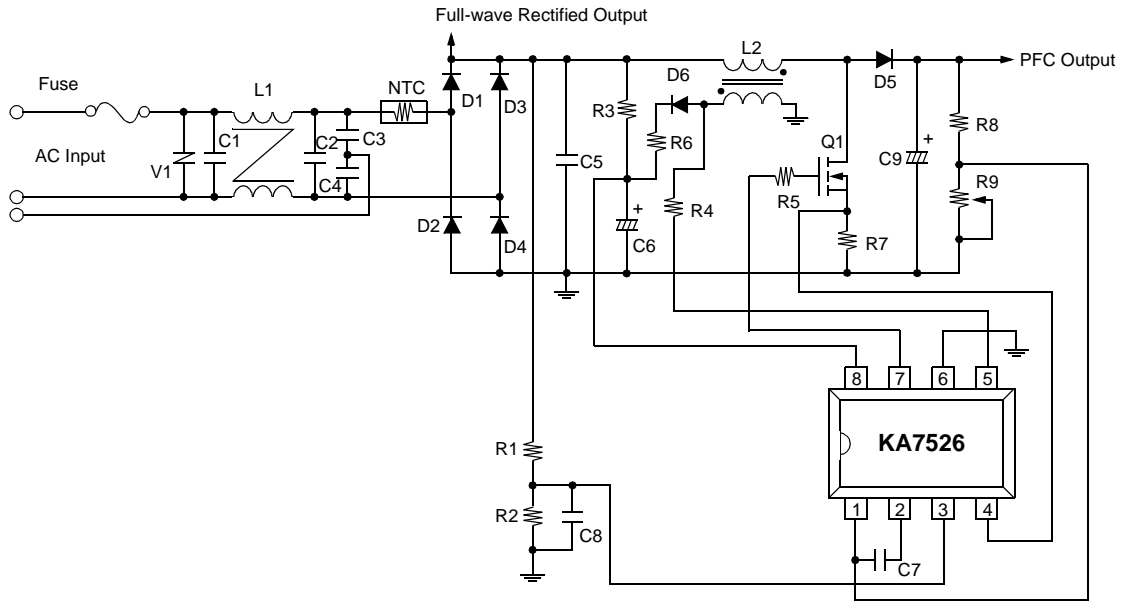 Full-wave Rectified Output
L2
PFC Output
Fuse
L1
NTC
D1
D3
D6
D5
R3
R8
AC Input
V1
C1
C2
C3
C4
R6
C5
Q1
C9
+
R9
D2
D4
+
C6
R4
R5
R7
8
7
6
5
KA7526
R1
R2
C8
1
2
3
4
C7